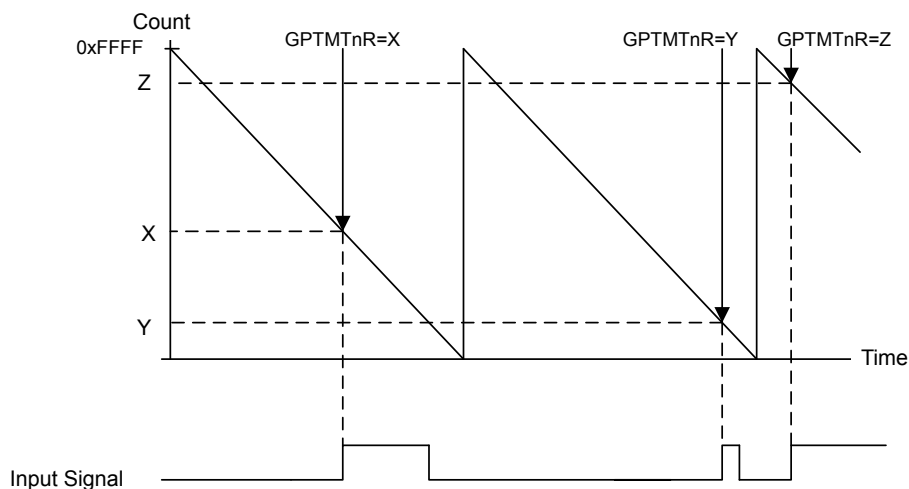 Count
0xFFFF
GPTMTnR=X
GPTMTnR=Y
GPTMTnR=Z
Z
X
Y
Time
Input Signal